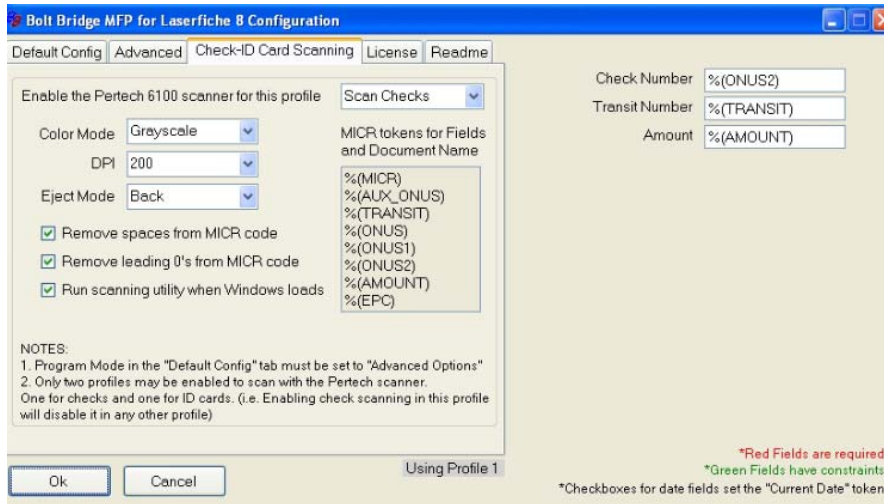 Bolt Bridge MFP for Laserfiche 8 Configuration
Default Config
Advanced
Check-ID Card Scanning
License
Readme
Enable the Pertech 6100 scanner for this profile
Scan Checks
Color Mode
Grayscale
DPI
200
Eject Mode
Back
Remove spaces from MICR code
Remove leading 0's from MICR code
Run scanning utility when Windows loads
MICR tokens for Fields
and Document Name
%(MICR)
%(AUX_ONUS)
%(TRANSIT)
%(ONUS)
%(ONUS1)
%(ONUS2)
%(AMOUNT)
%(EPC)
NOTES:
1. Program Mode in the "Default Config" tab must be set to "Advanced Options"
2. Only two profiles may be enabled to scan with the Pertech scanner.
One for checks and one for ID cards. (i.e. Enabling check scanning in this profile
will disable it in any other profile)
Check Number
%(ONUS2)
Transit Number
%(TRANSIT)
Amount
%(AMOUNT)
Ok
Cancel
Using Profile 1
*Red Fields are required
*Green Fields have constraints
*Checkboxes for date fields set the "Current Date" token